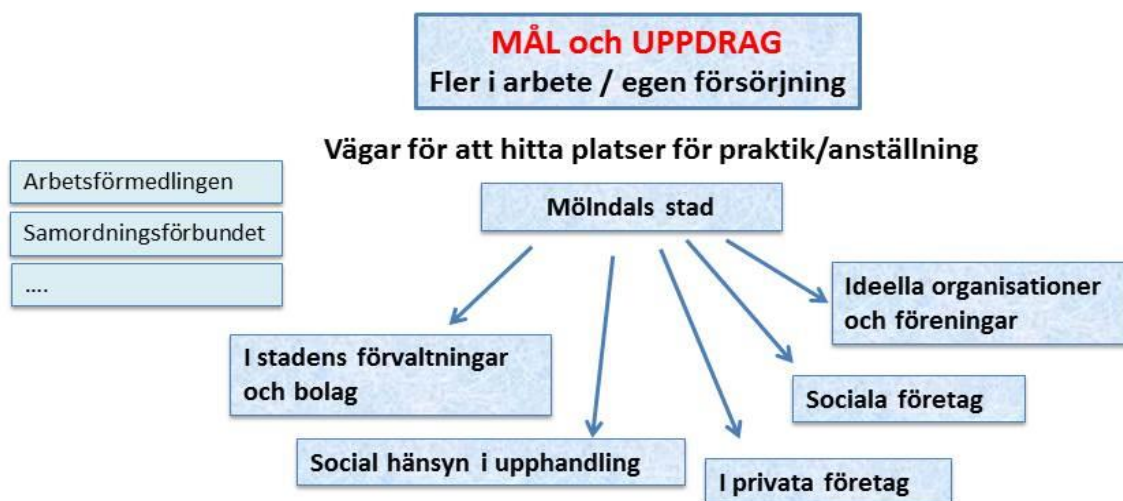 MÅL och UPPDRAG
Fler i arbete / egen försörjning
Vägar för att hitta platser för praktik/anställning
Arbetsförmedlingen
Samordningsförbundet
....
Mölndals stad
Ideella organisationer
och föreningar
I stadens förvaltningar
och bolag
Sociala företag
Social hänsyn i upphandling
I privata företag